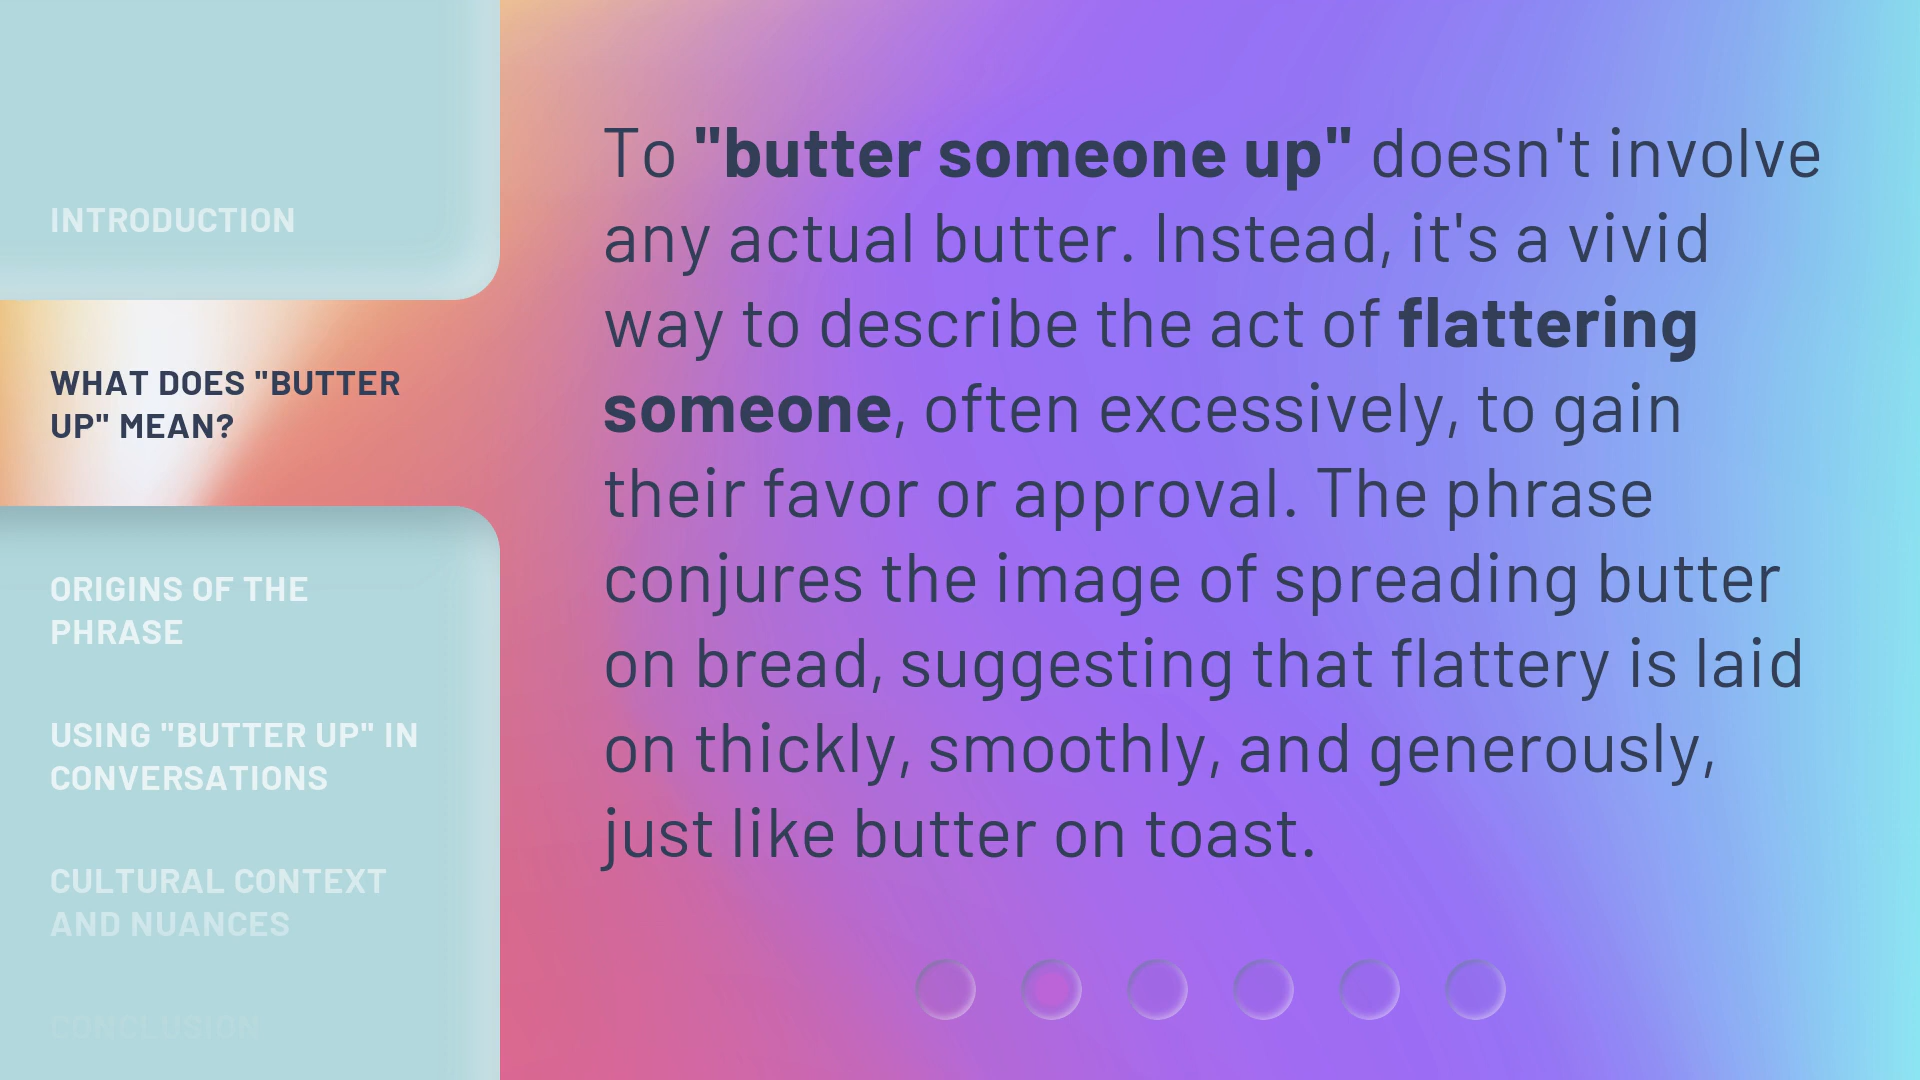 INTRODUCTION
WHAT DOES "BUTTER
UP" MEAN?
ORIGINS OF THE
PHRASE
USING "BUTTER UP" IN
CONVERSATIONS
CULTURAL CONTEXT
AND NUANCES
CONCLUSION
To "butter someone up" doesn't involve
any actual butter. Instead, it's a vivid
way to describe the act of flattering
someone, often excessively, to gain
their favor or approval. The phrase
conjures the image of spreading butter
on bread, suggesting that flattery is laid
on thickly, smoothly, and generously,
just like butter on toast.